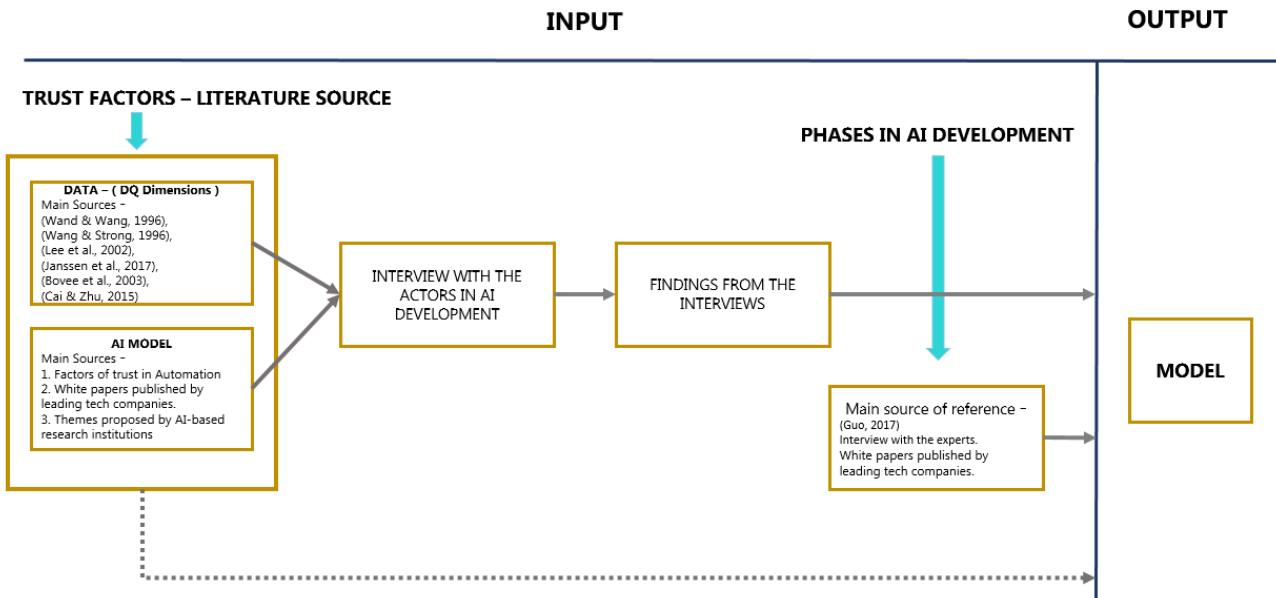 INPUT
OUTPUT
TRUST FACTORS – LITERATURE SOURCE
PHASES IN AI DEVELOPMENT
DATA – ( DQ Dimensions )
Main Sources -
(Wand & Wang, 1996),
(Wang & Strong, 1996),
(Lee et al., 2002),
(Janssen et al., 2017),
(Bovee et al., 2003),
(Cai & Zhu, 2015)
AI MODEL
Main Sources -
1. Factors of trust in Automation
2. White papers published by
leading tech companies.
3. Themes proposed by AI-based
research institutions
INTERVIEW WITH THE
ACTORS IN AI
DEVELOPMENT
FINDINGS FROM THE
INTERVIEWS
Main source of reference -
(Guo, 2017)
Interview with the experts.
White papers published by
leading tech companies.
MODEL